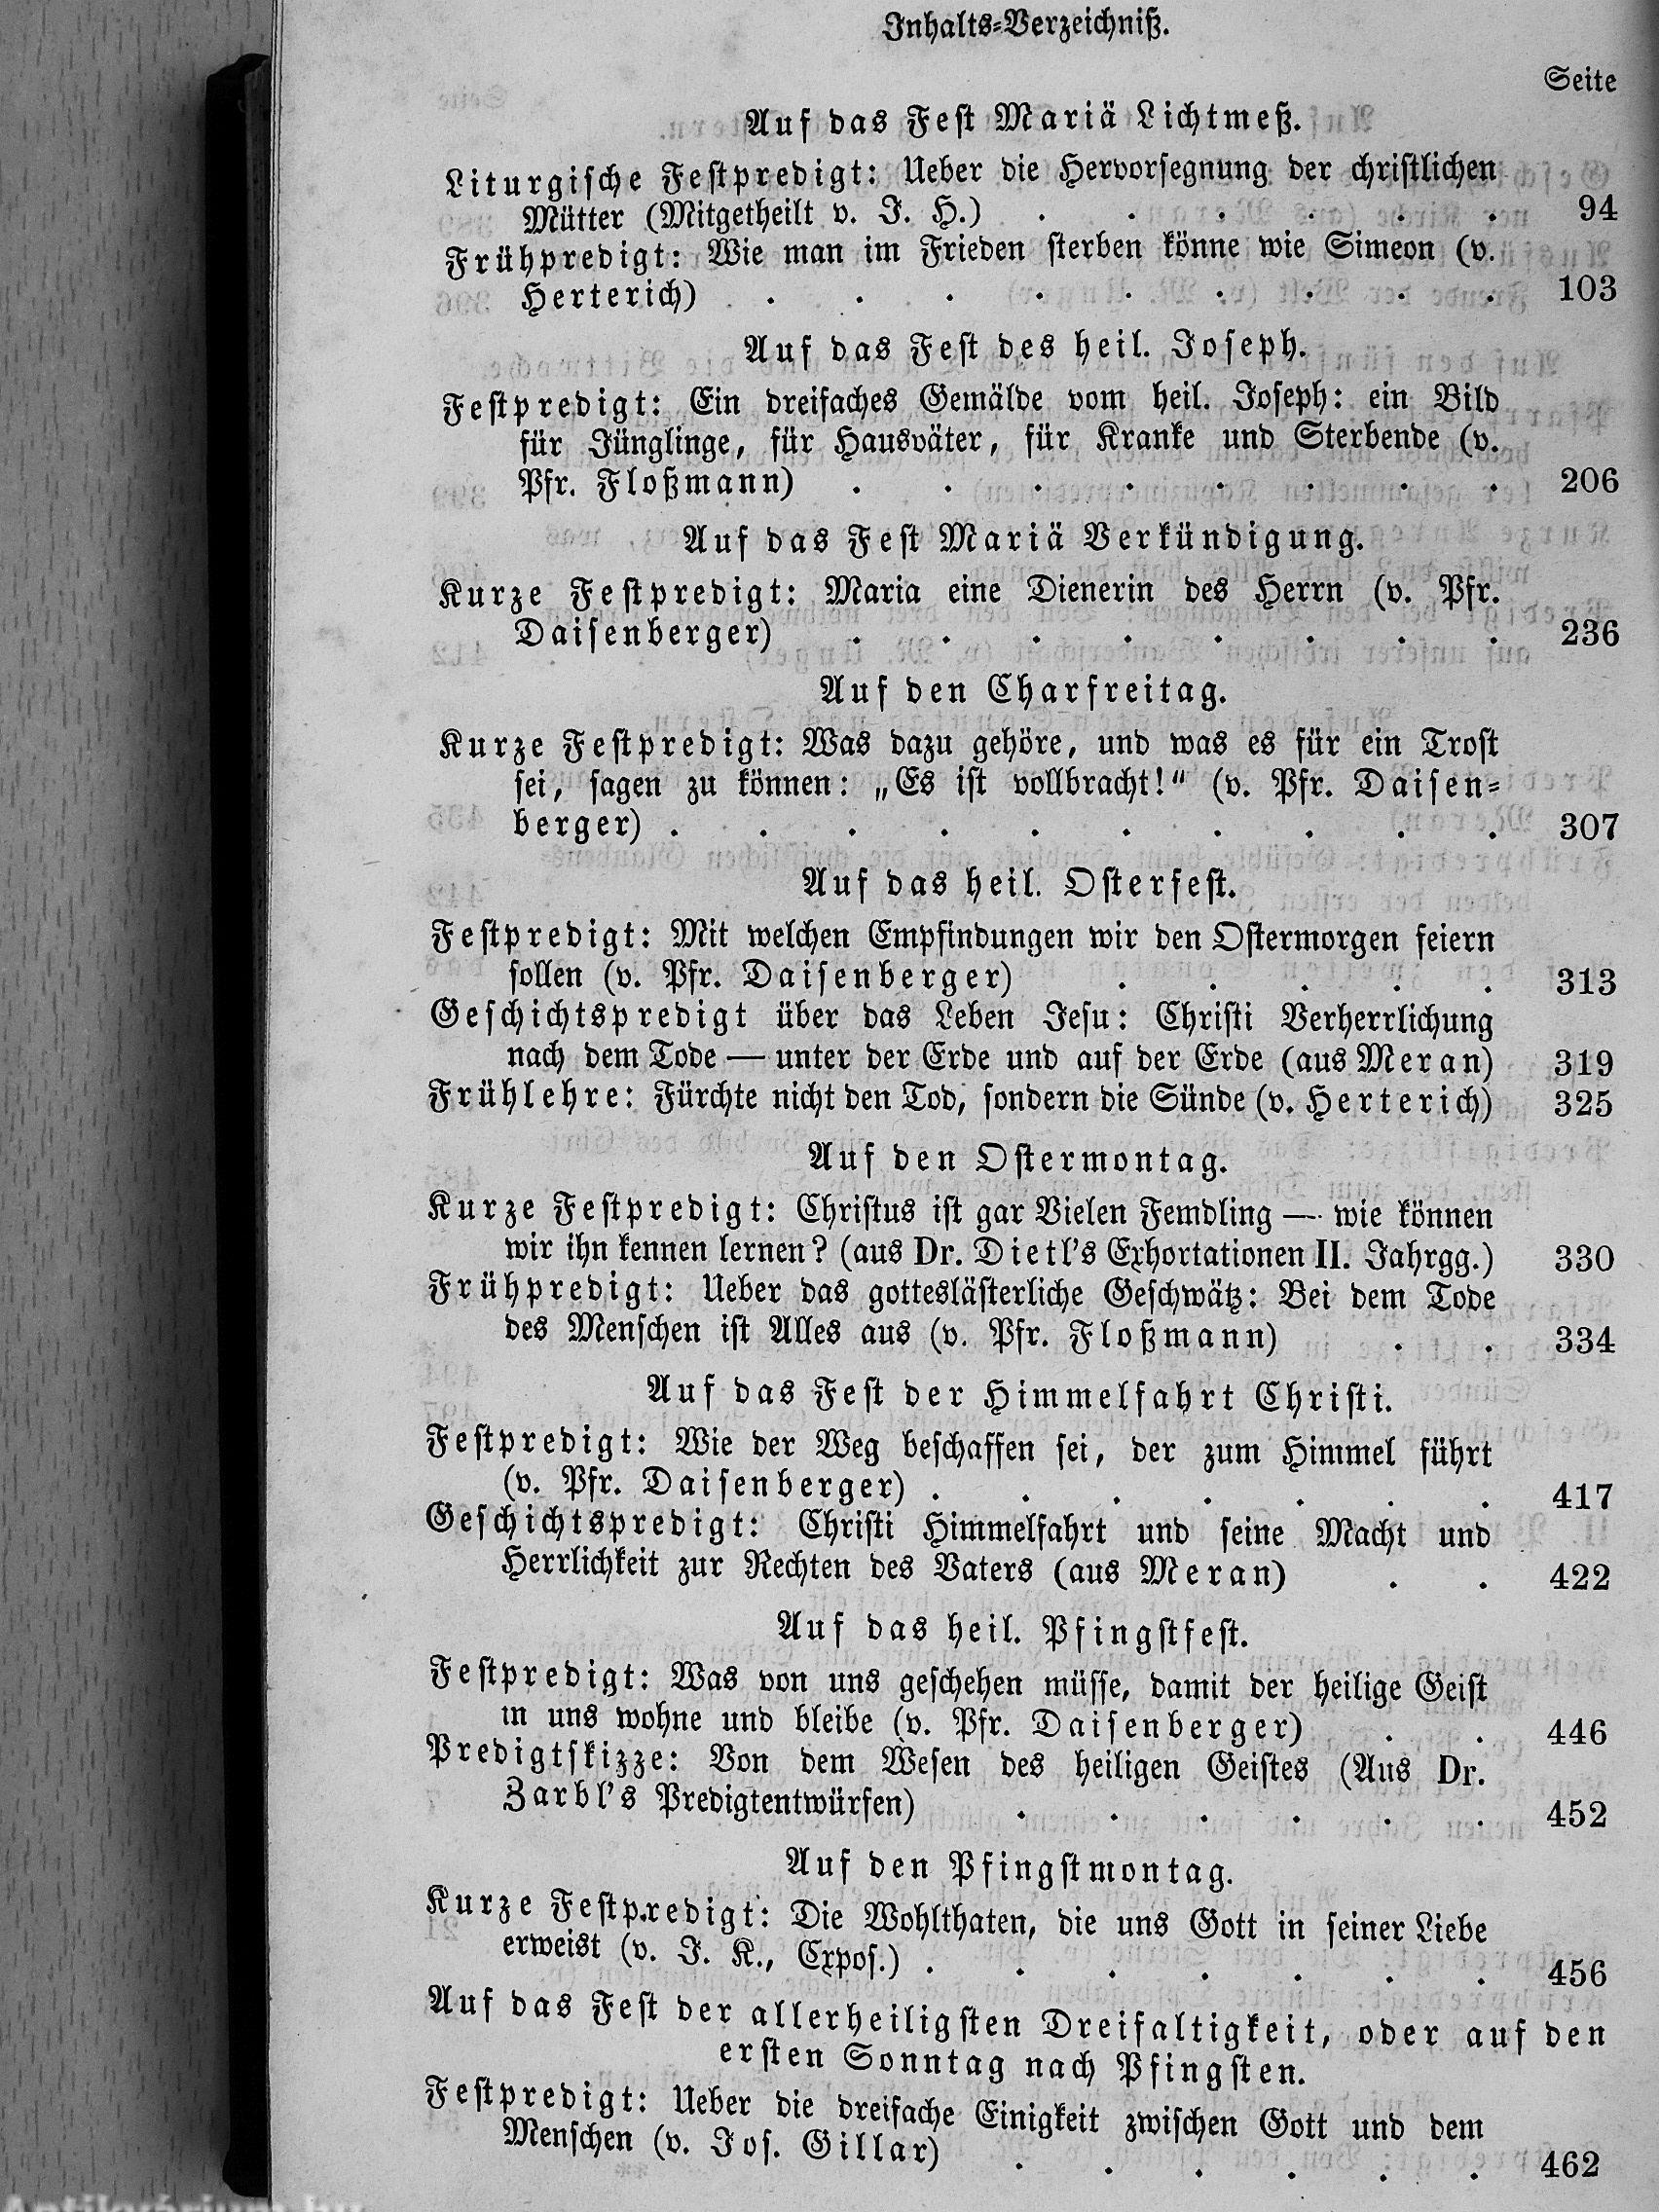 Inhalts-Verzeichniß.
Seite
Auf das Fest Mariä Lichtmeß.
Liturgische Festpredigt: Ueber die Hervorsegnung der christlichen
Mütter (Mitgetheilt v. J. H.) . . . . . . 94
Frühpredigt: Wie man im Frieden sterben könne wie Simeon (v.
Herterich) . . . . . . . . . 103
Auf das Fest des heil. Joseph.
Festpredigt: Ein dreifaches Gemälde vom heil. Joseph: ein Bild
für Jünglinge, für Hausväter, für Kranke und Sterbende (v.
Pfr. Floßmann) . . . . . . . . 206
Auf das Fest Mariä Verkündigung.
Kurze Festpredigt: Maria eine Dienerin des Herrn (v. Pfr.
Daisenberger) . . . . . . . . 236
Auf den Charfreitag.
Kurze Festpredigt: Was dazu gehöre, und was es für ein Trost
sei, sagen zu können: „Es ist vollbracht!“ (v. Pfr. Daisen-
berger) . . . . . . . . . . 307
Auf das heil. Osterfest.
Festpredigt: Mit welchen Empfindungen wir den Ostermorgen feiern
sollen (v. Pfr. Daisenberger) . . . . . 313
Geschichtspredigt über das Leben Jesu: Christi Verherrlichung
nach dem Tode — unter der Erde und auf der Erde (aus Meran) 319
Frühlehre: Fürchte nicht den Tod, sondern die Sünde (v. Herterich) 325
Auf den Ostermontag.
Kurze Festpredigt: Christus ist gar Vielen Femdling — wie können
wir ihn kennen lernen? (aus Dr. Dietl's Exhortationen II. Jahrgg.) 330
Frühpredigt: Ueber das gotteslästerliche Geschwätz: Bei dem Tode
des Menschen ist Alles aus (v. Pfr. Floßmann) . . 334
Auf das Fest der Himmelfahrt Christi.
Festpredigt: Wie der Weg beschaffen sei, der zum Himmel führt
(v. Pfr. Daisenberger) . . . . . . . 417
Geschichtspredigt: Christi Himmelfahrt und seine Macht und
Herrlichkeit zur Rechten des Vaters (aus Meran) . . 422
Auf das heil. Pfingstfest.
Festpredigt: Was von uns geschehen müsse, damit der heilige Geist
in uns wohne und bleibe (v. Pfr. Daisenberger) . . 446
Predigtskizze: Von dem Wesen des heiligen Geistes (Aus Dr.
Zarbl's Predigtentwürfen) . . . . . . 452
Auf den Pfingstmontag.
Kurze Festpredigt: Die Wohlthaten, die uns Gott in seiner Liebe
erweist (v. J. K., Expos.) . . . . . . . 456
Auf das Fest der allerheiligsten Dreifaltigkeit, oder auf den
ersten Sonntag nach Pfingsten.
Festpredigt: Ueber die dreifache Einigkeit zwischen Gott und dem
Menschen (v. Jos. Gillar) . . . . . . 462